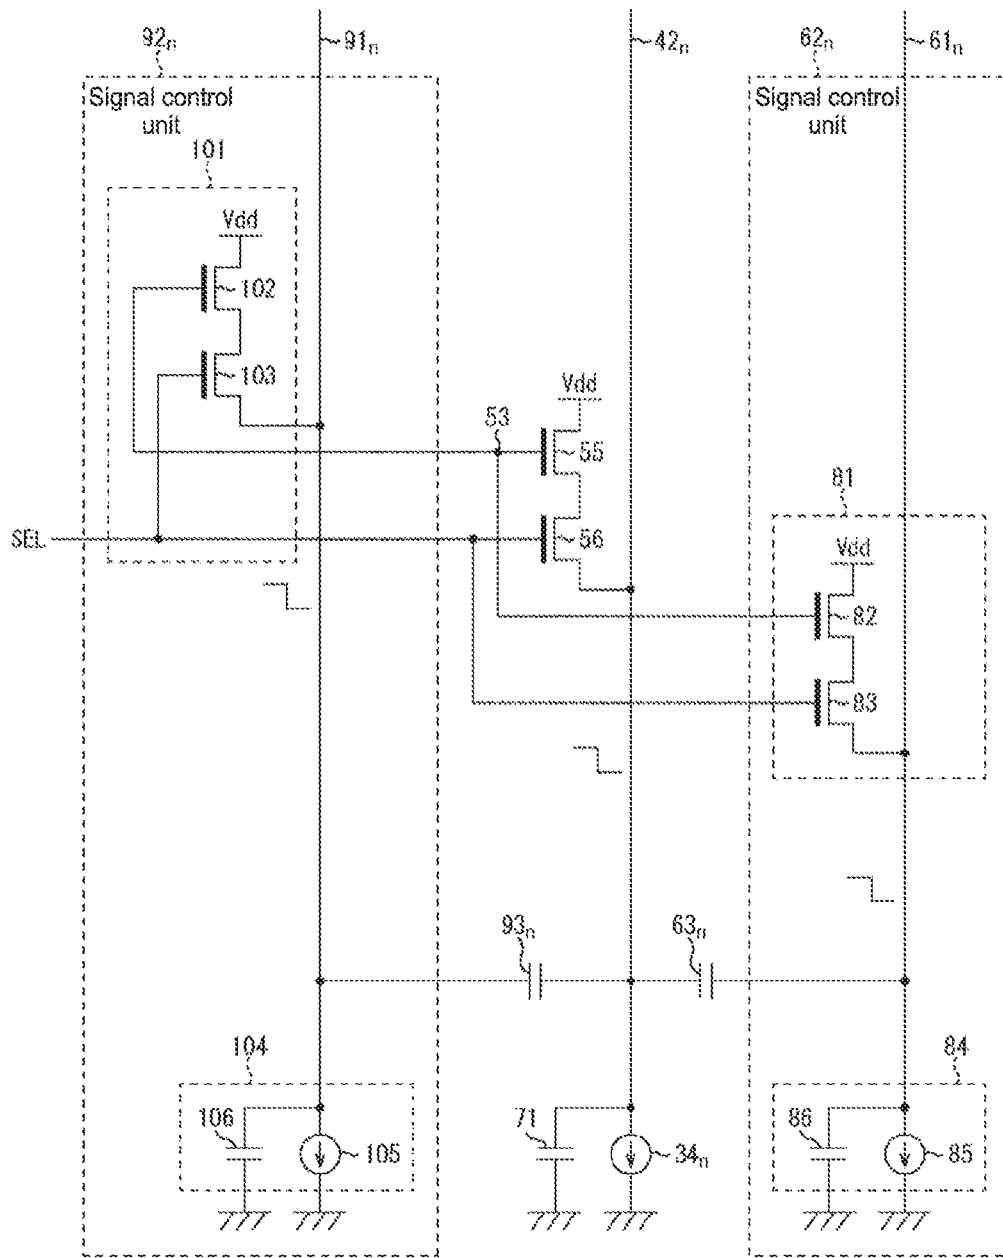 92n
91n
42n
62n
61n
Signal control
unit
Signal control
unit
101
Vdd
102
103
Vdd
53
55
81
SEL
56
Vdd
82
83
93n
63n
104
84
106
105
71
34n
86
85